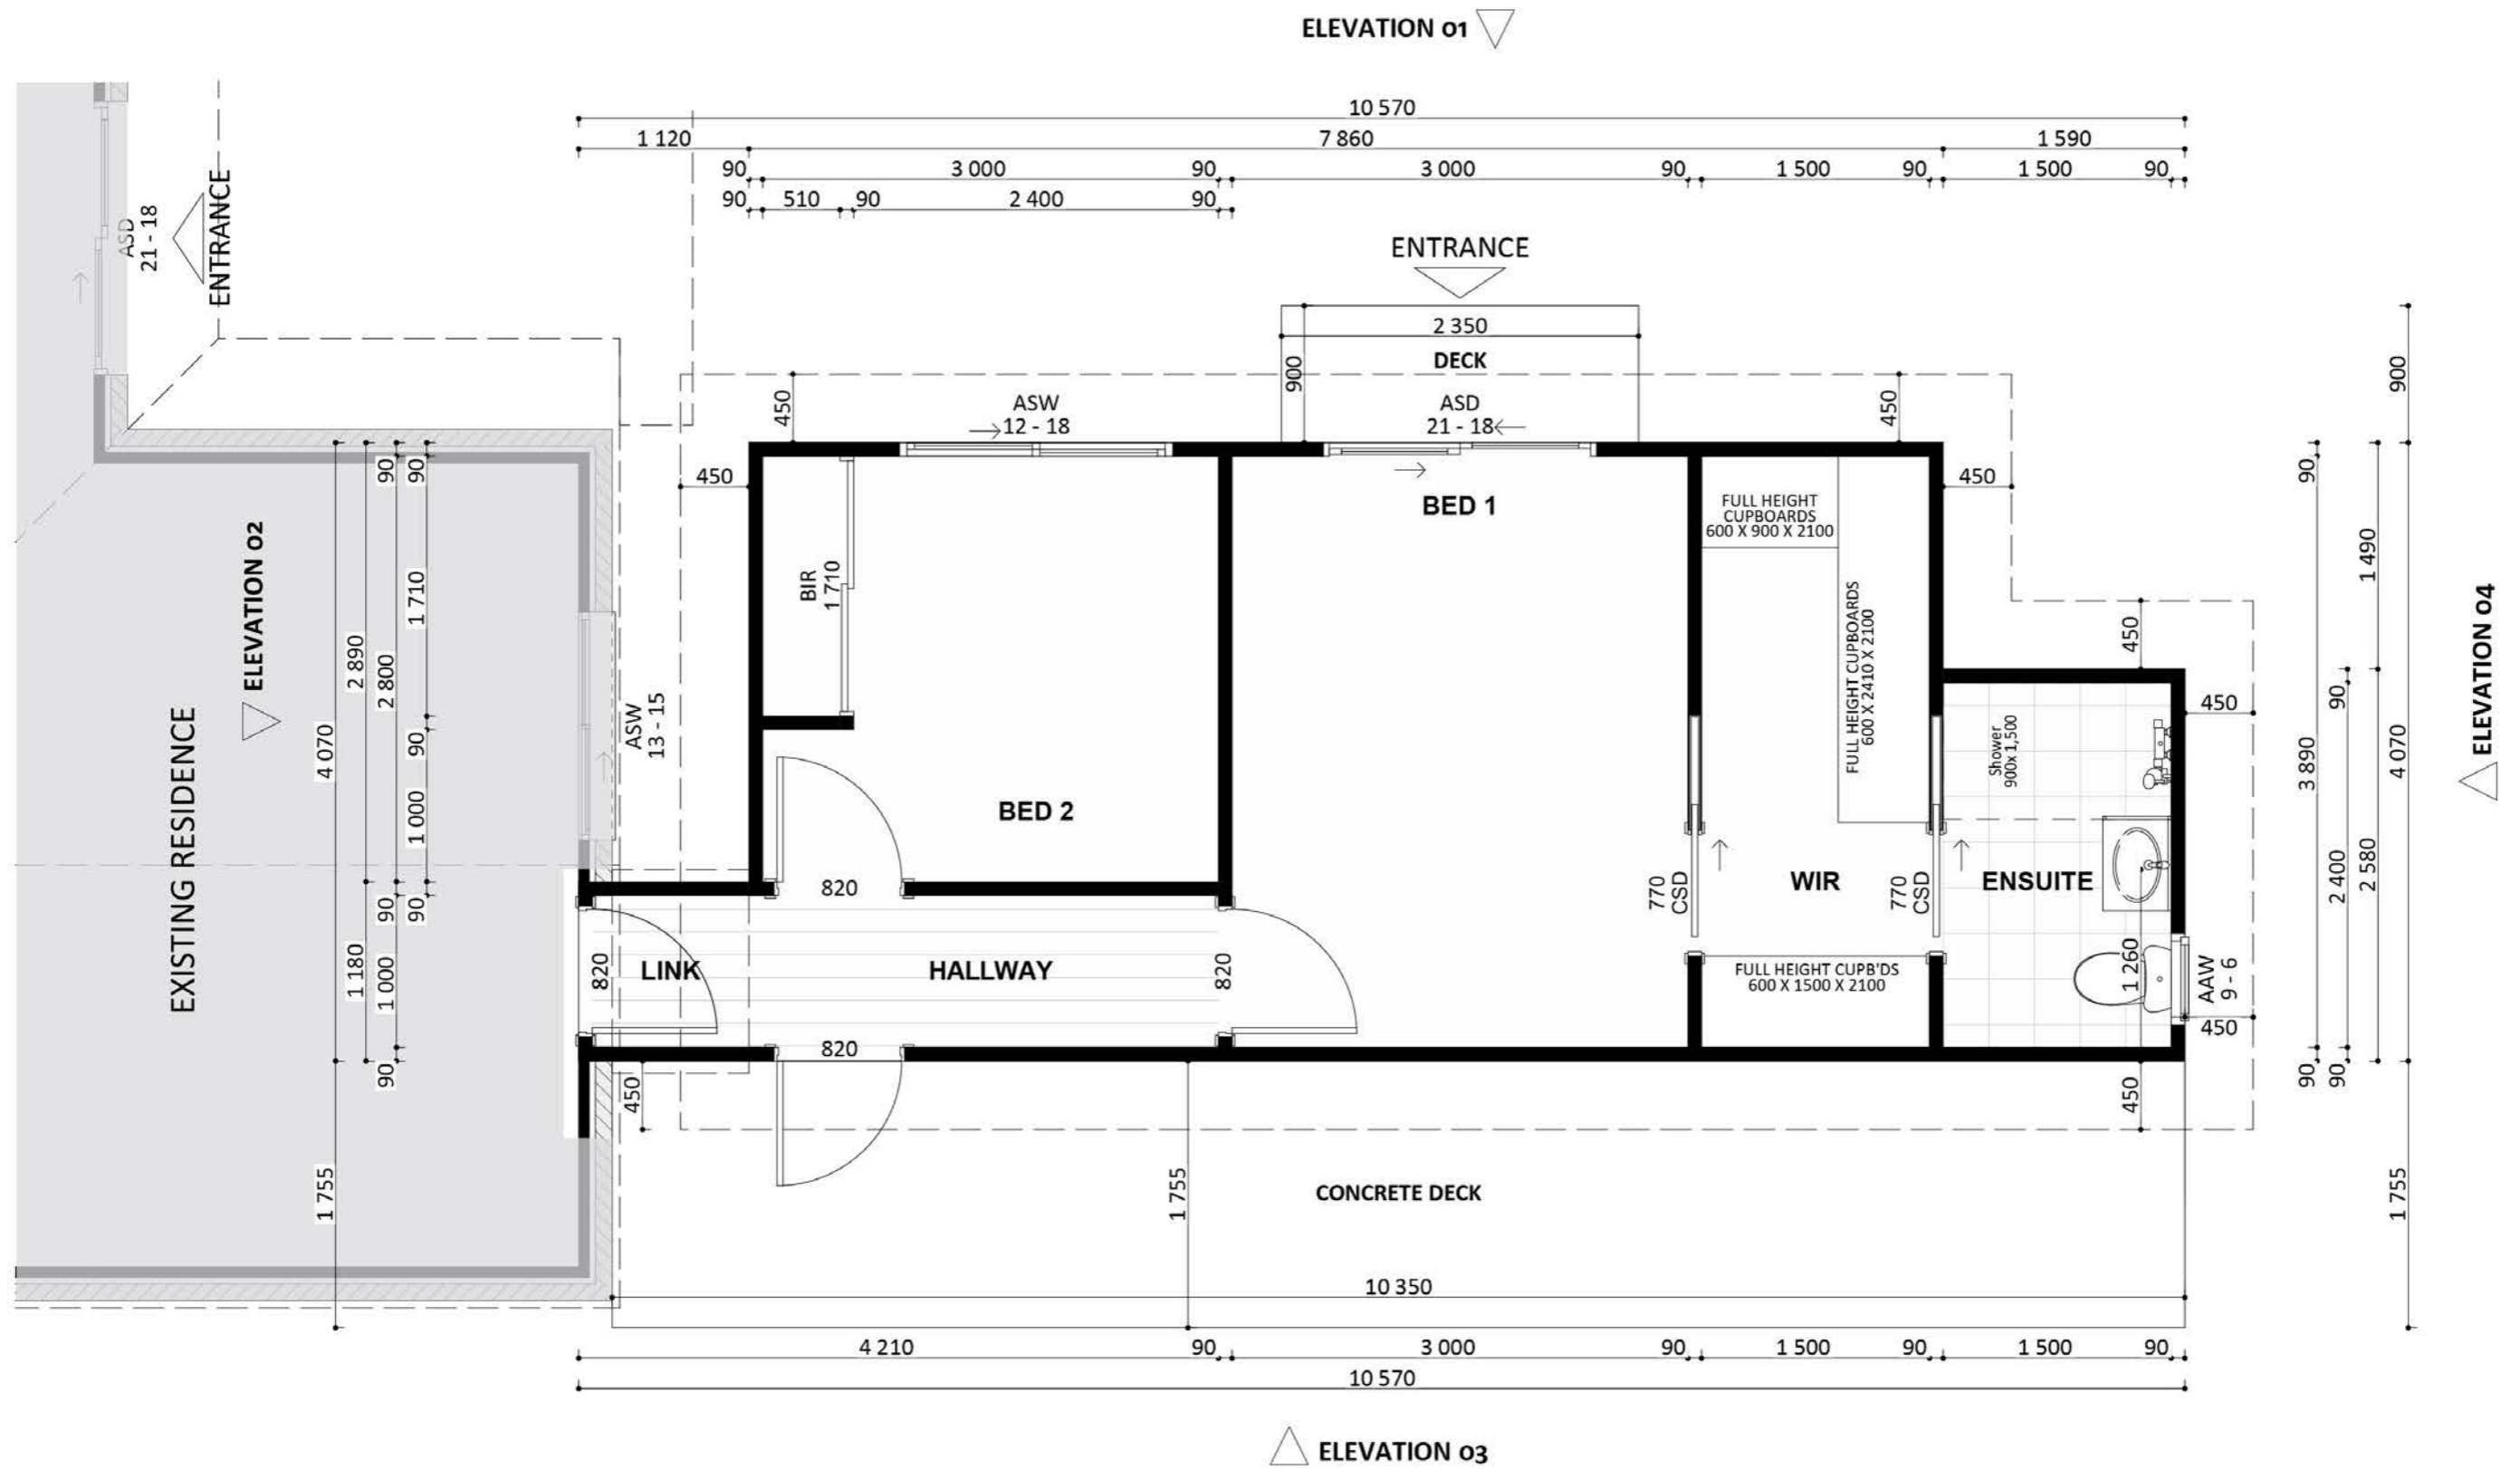 ELEVATION 01
10 570
1 120
7 860
1 590
90
3 000
90
3 000
90
1 500
90
1 500
90
90
510
90
2 400
90
ENTRANCE
ASD
21 - 18
ENTRANCE
2 350
DECK
900
900
450
ASW
12 - 18
ASD
21 - 18
450
450
450
90
90
90
1 490
FULL HEIGHT
CUPBOARDS
600 X 900 X 2100
BED 1
ELEVATION 02
BIR
1 710
1 710
2 890
2 800
4 070
90
1 000
EXISTING RESIDENCE
ASW
13 - 15
FULL HEIGHT CUPBOARDS
600 X 2410 X 2100
450
450
90
Shower
900x 1,500
3 890
4 070
2 400
2 580
ELEVATION 04
BED 2
820
770
CSD
WIR
770
CSD
ENSUITE
90
90
1 180
1 000
90
820
LINK
HALLWAY
820
820
FULL HEIGHT CUPB'DS
600 X 1500 X 2100
1 260
AAW
9 - 6
450
450
450
90
90
1 755
1 755
1 755
CONCRETE DECK
10 350
4 210
90
3 000
90
1 500
90
1 500
90
10 570
ELEVATION 03